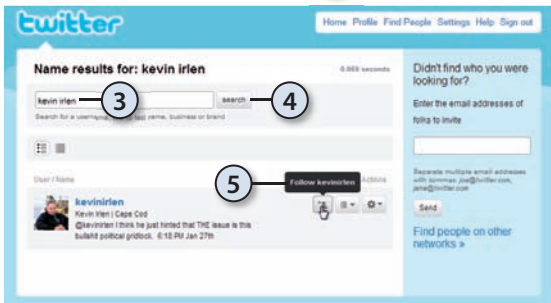 twitter
Home Profile Find People Settings Help Sign out
Name results for: kevin irlen
0.069 seconds
kevin irlen
3
search
4
Search for a username, last name, business or brand
User / Name
5
Follow kevinirlen
Actions
kevinirlen
Kevin Irlen | Cape Cod
@kevinirlen I think he just hinted that THE issue is this
bullshit political gridlock. 6:18 PM Jan 27th
Didn't find who you were
looking for?
Enter the email addresses of
folks to invite
Separate multiple email addresses
with commas: joe@twitter.com,
jane@twitter.com
Send
Find people on other
networks »